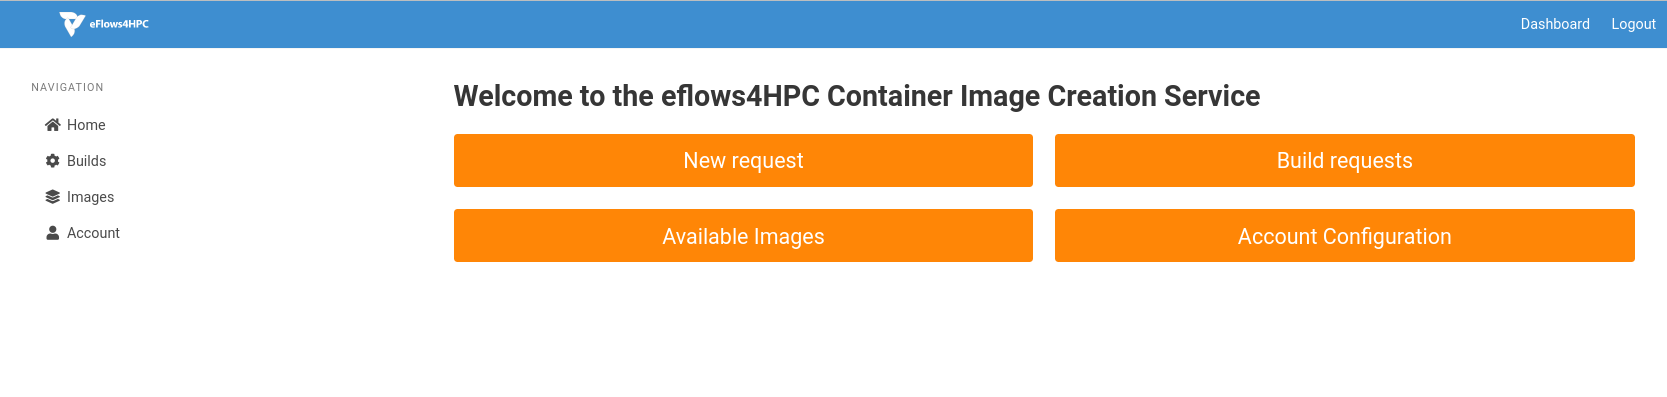 eFlows4HPC
Dashboard Logout
NAVIGATION
Home
Builds
Images
Account
Welcome to the eflows4HPC Container Image Creation Service
New request
Build requests
Available Images
Account Configuration